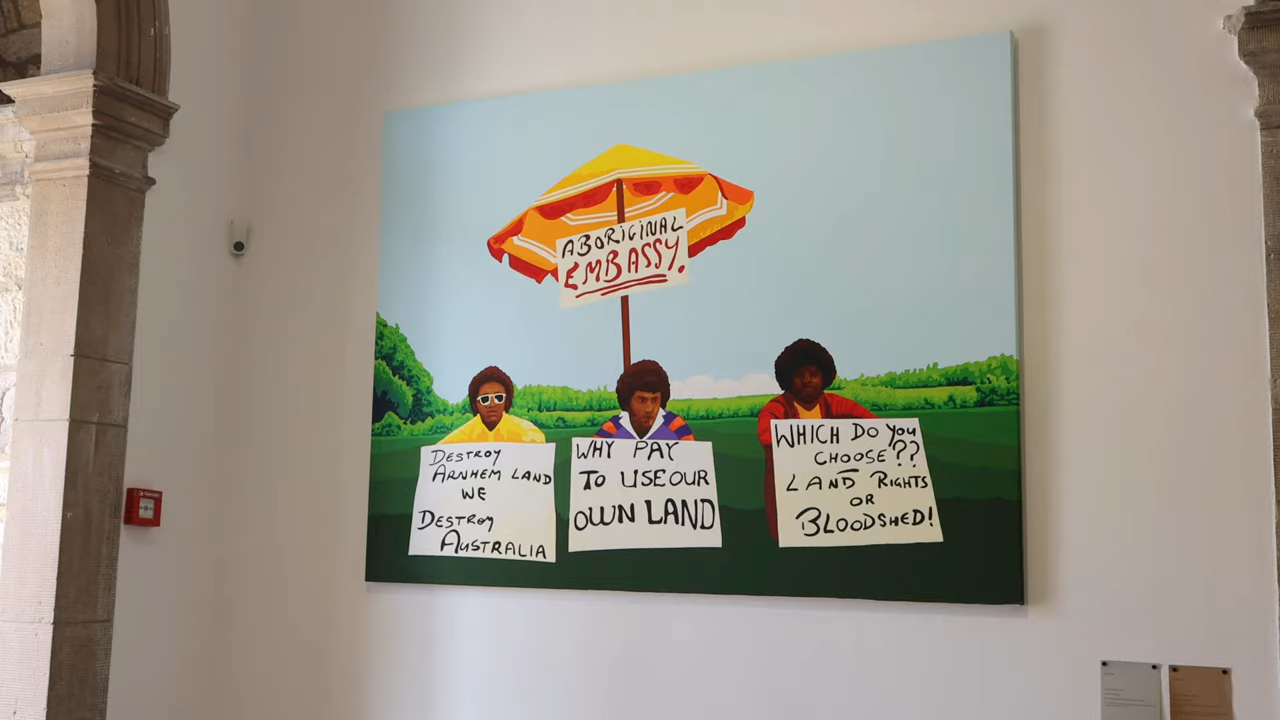 ABORIGINAL
EMBASSY.
DESTROY
ARNHEM LAND
WE
DESTROY
AUSTRALIA
WHY PAY
TO USE OUR
OWN LAND
WHICH DO YOU
CHOOSE??
LAND RIGHTS
OR
BLOODSHED!